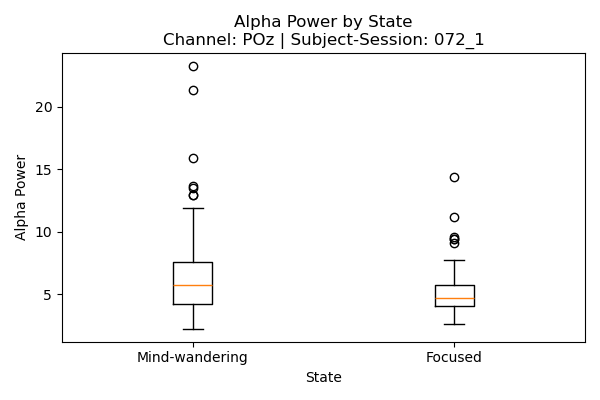 Alpha Power by State
Channel: POz | Subject-Session: 072_1
Alpha Power
20
15
10
5
Mind-wandering
Focused
State